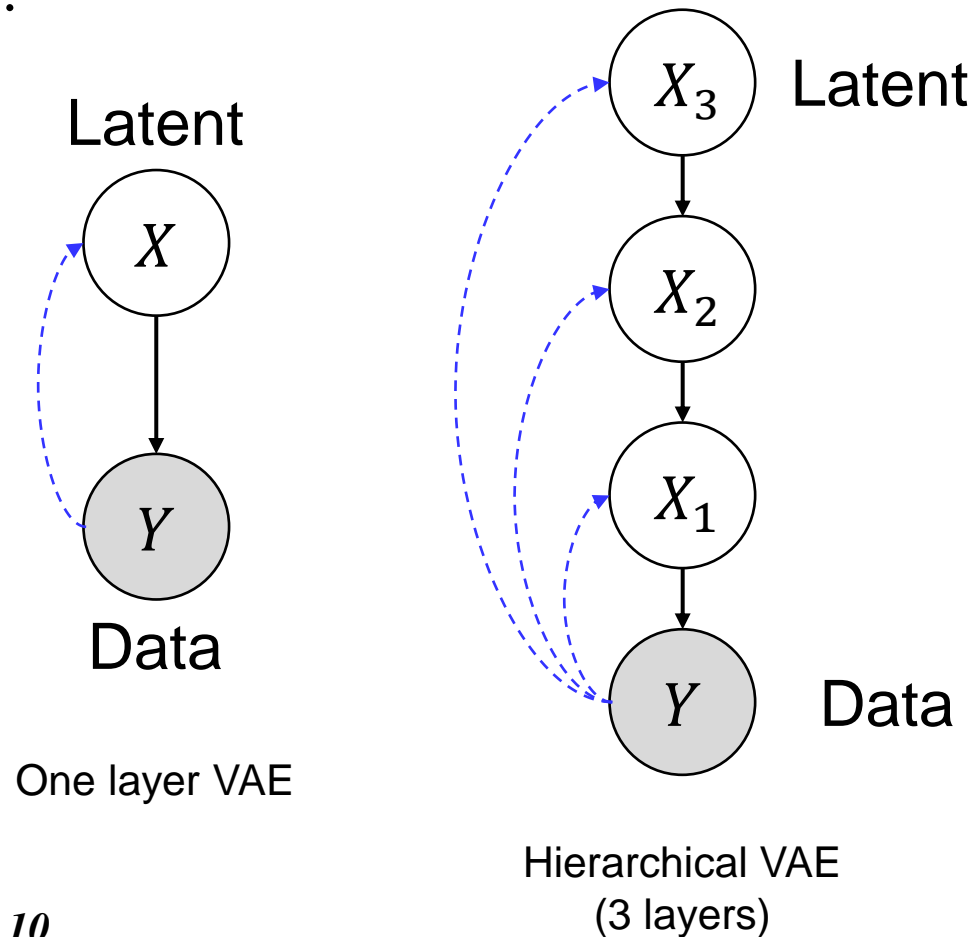 .
Latent
X
Y
Data
One layer VAE
X₃ Latent
X₂
X₁
Y Data
Hierarchical VAE
(3 layers)
10